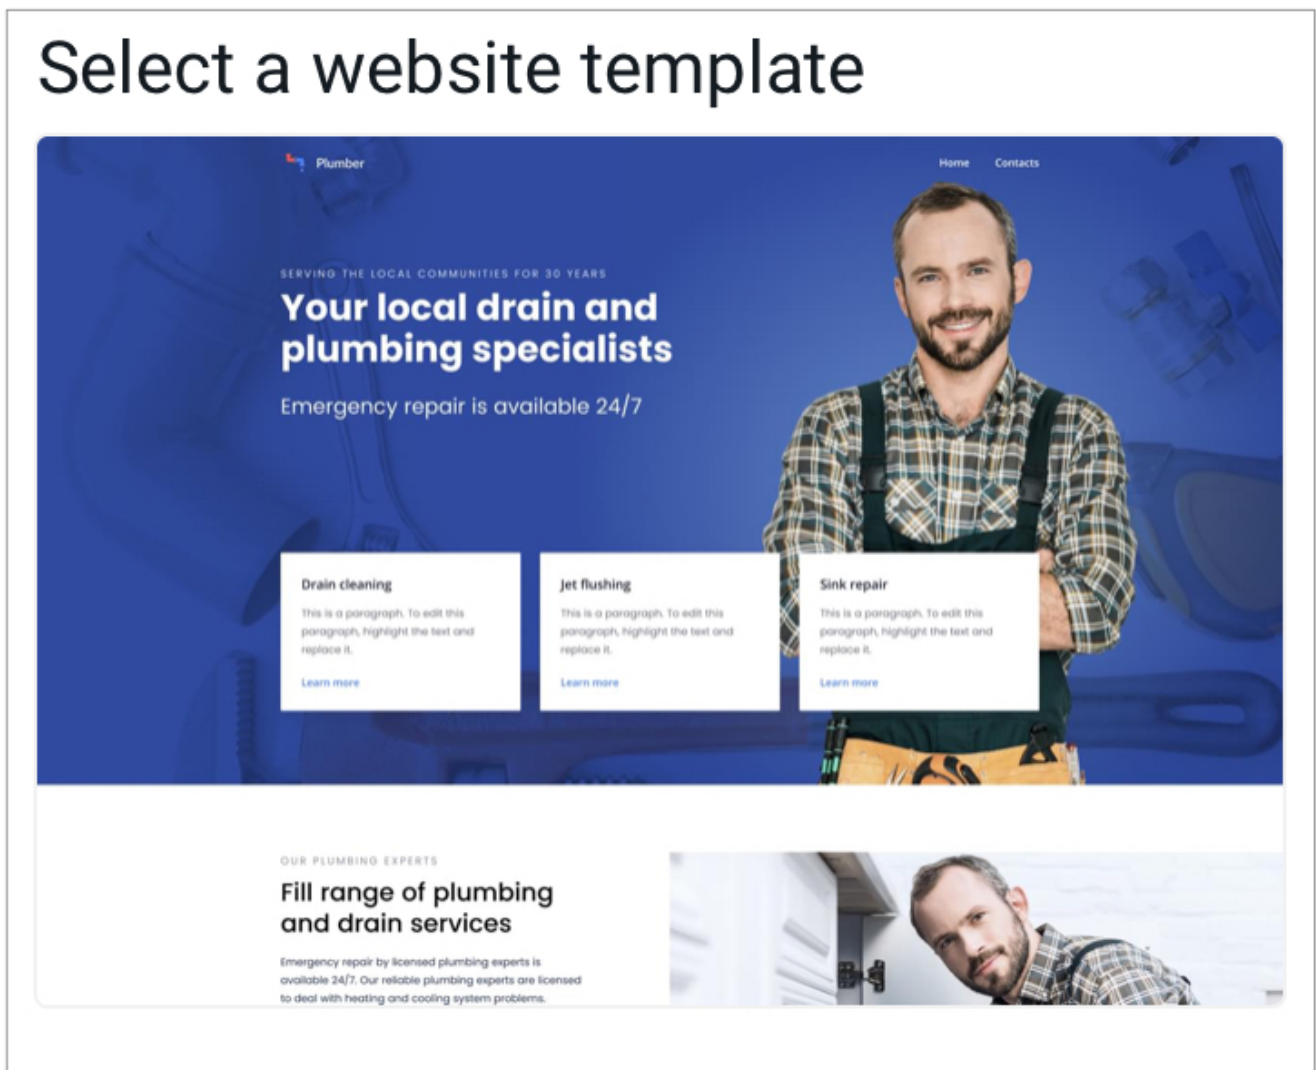 Select a website template
Plumber
Home Contacts
SERVING THE LOCAL COMMUNITIES FOR 30 YEARS
Your local drain and
plumbing specialists
Emergency repair is available 24/7
Drain cleaning
This is a paragraph. To edit this
paragraph, highlight the text and
replace it.
Learn more
Jet flushing
This is a paragraph. To edit this
paragraph, highlight the text and
replace it.
Learn more
Sink repair
This is a paragraph. To edit this
paragraph, highlight the text and
replace it.
Learn more
OUR PLUMBING EXPERTS
Fill range of plumbing
and drain services
Emergency repair by licensed plumbing experts is
available 24/7. Our reliable plumbing experts are licensed
to deal with heating and cooling system problems.